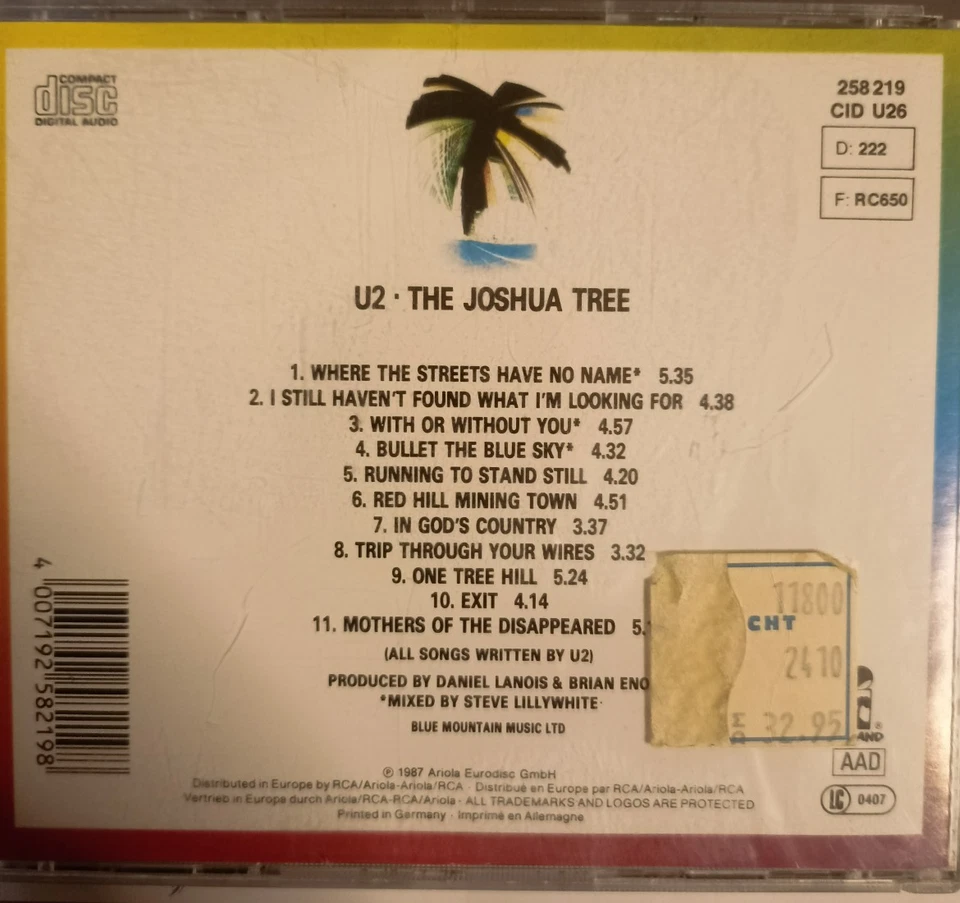 COMPACT
disc
DIGITAL AUDIO
258 219
CID U26
D: 222
F: RC650
U2 · THE JOSHUA TREE
1. WHERE THE STREETS HAVE NO NAME* 5.35
2. I STILL HAVEN'T FOUND WHAT I'M LOOKING FOR 4.38
3. WITH OR WITHOUT YOU* 4.57
4. BULLET THE BLUE SKY* 4.32
5. RUNNING TO STAND STILL 4.20
6. RED HILL MINING TOWN 4.51
7. IN GOD'S COUNTRY 3.37
8. TRIP THROUGH YOUR WIRES 3.32
9. ONE TREE HILL 5.24
10. EXIT 4.14
11. MOTHERS OF THE DISAPPEARED 5.
(ALL SONGS WRITTEN BY U2)
PRODUCED BY DANIEL LANOIS & BRIAN ENO
*MIXED BY STEVE LILLYWHITE
BLUE MOUNTAIN MUSIC LTD
11800
CHT
2410
32.95
AND
®
AAD
LC 0407
4 007192 582198
℗ 1987 Ariola Eurodisc GmbH
Distributed in Europe by RCA/Ariola-Ariola/RCA · Distribué en Europe par RCA/Ariola-Ariola/RCA
Vertrieb in Europa durch Ariola/RCA-RCA/Ariola · ALL TRADEMARKS AND LOGOS ARE PROTECTED
Printed in Germany · Imprimé en Allemagne